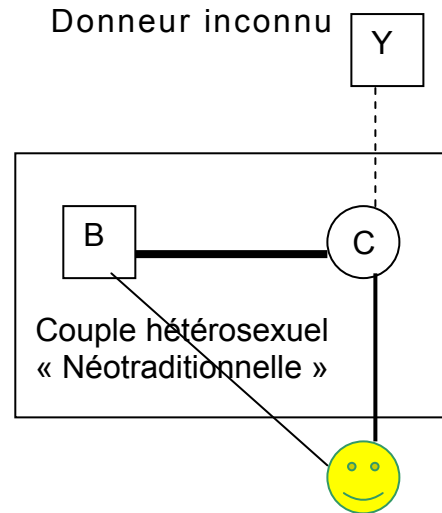 Donneur inconnu
Y
B
C
Couple hétérosexuel
« Néotraditionnelle »